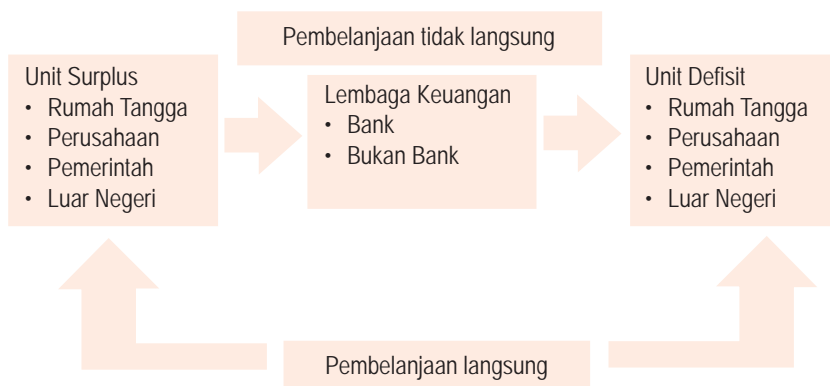 Pembelanjaan tidak langsung
Unit Surplus
• Rumah Tangga
• Perusahaan
• Pemerintah
• Luar Negeri
Lembaga Keuangan
• Bank
• Bukan Bank
Unit Defisit
• Rumah Tangga
• Perusahaan
• Pemerintah
• Luar Negeri
Pembelanjaan langsung